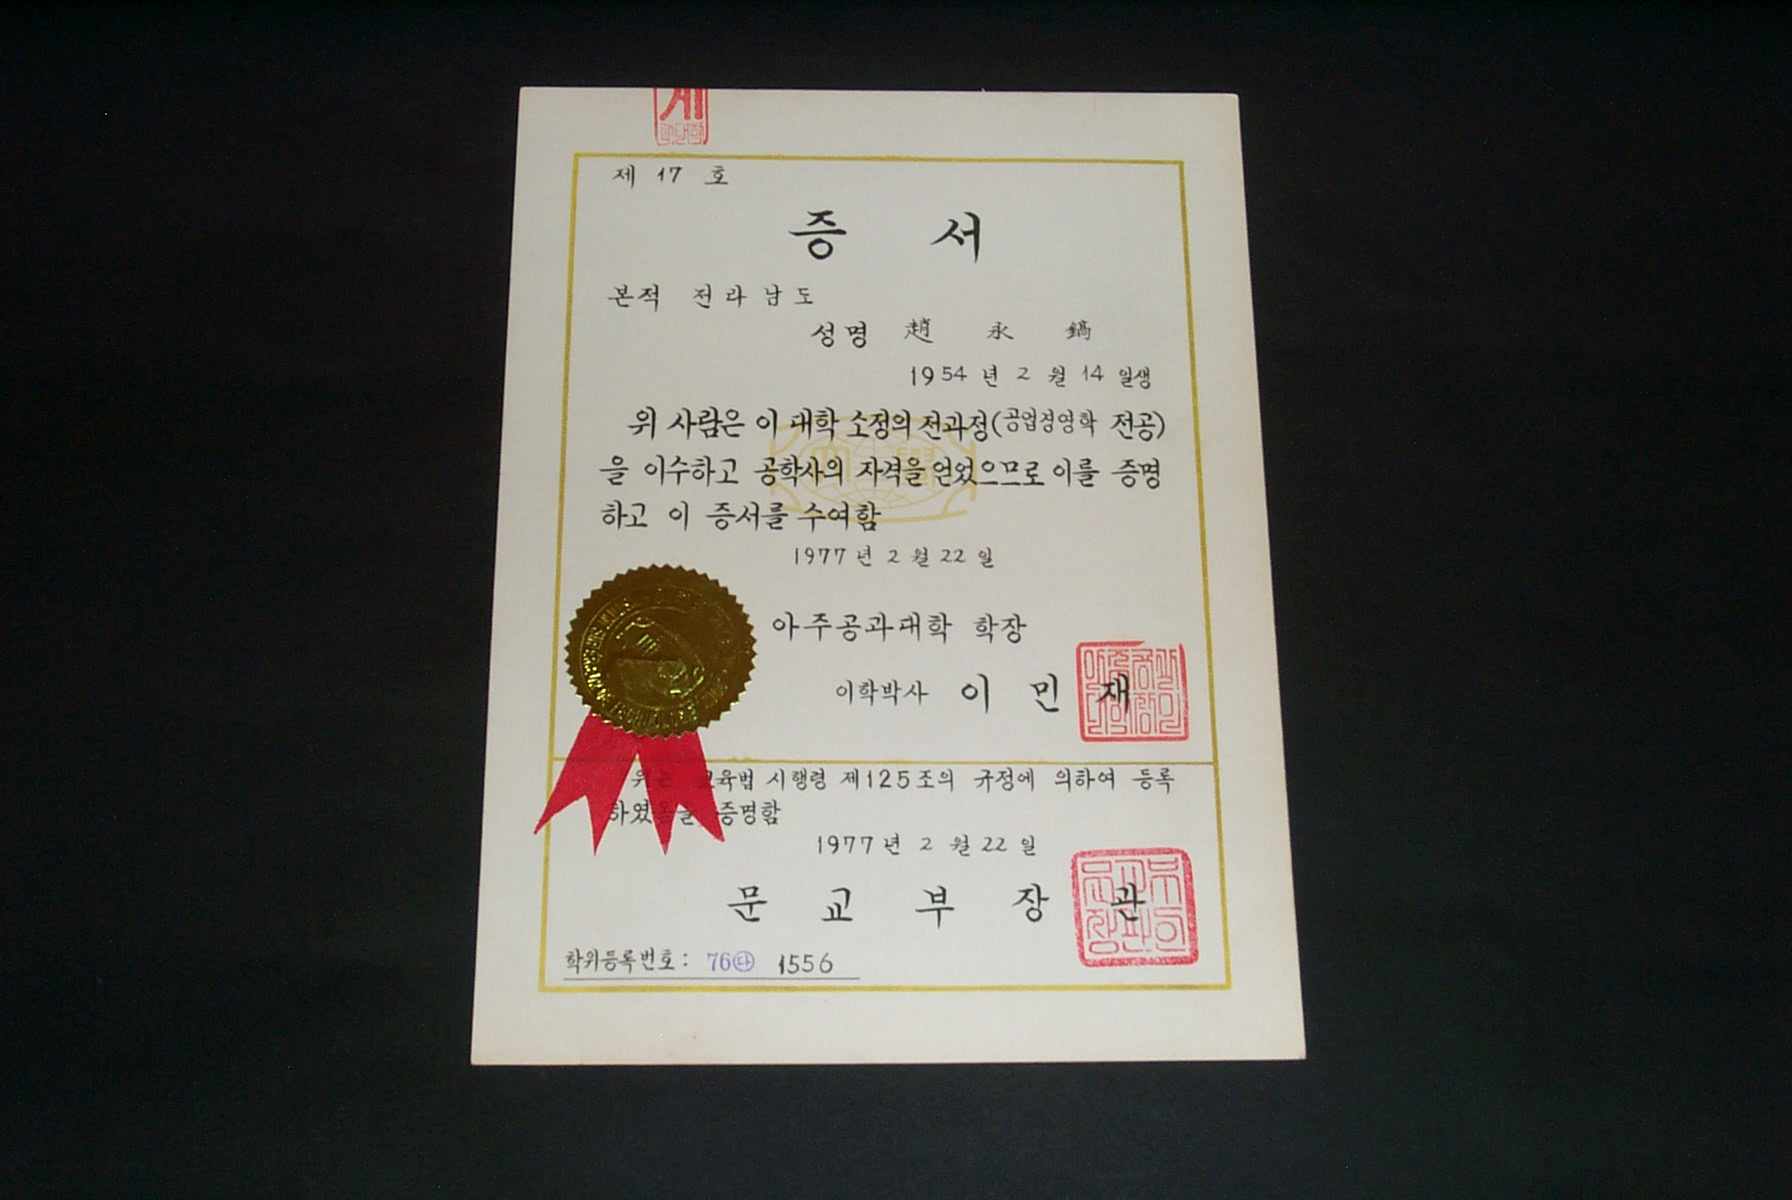 제 17 호
증 서
본적 전라남도
성명 趙 永 鎬
1954 년 2 월 14 일생
위 사람은 이 대학 소정의 전과정(공업경영학 전공)
을 이수하고 공학사의 자격을 얻었으므로 이를 증명
하고 이 증서를 수여함
1977 년 2 월 22 일
아주공과대학 학장
이학박사 이 민 재
위는 교육법 시행령 제125조의 규정에 의하여 등록
하였음을 증명함
1977 년 2 월 22 일
문 교 부 장 관
학위등록번호: 76㉰ 1556